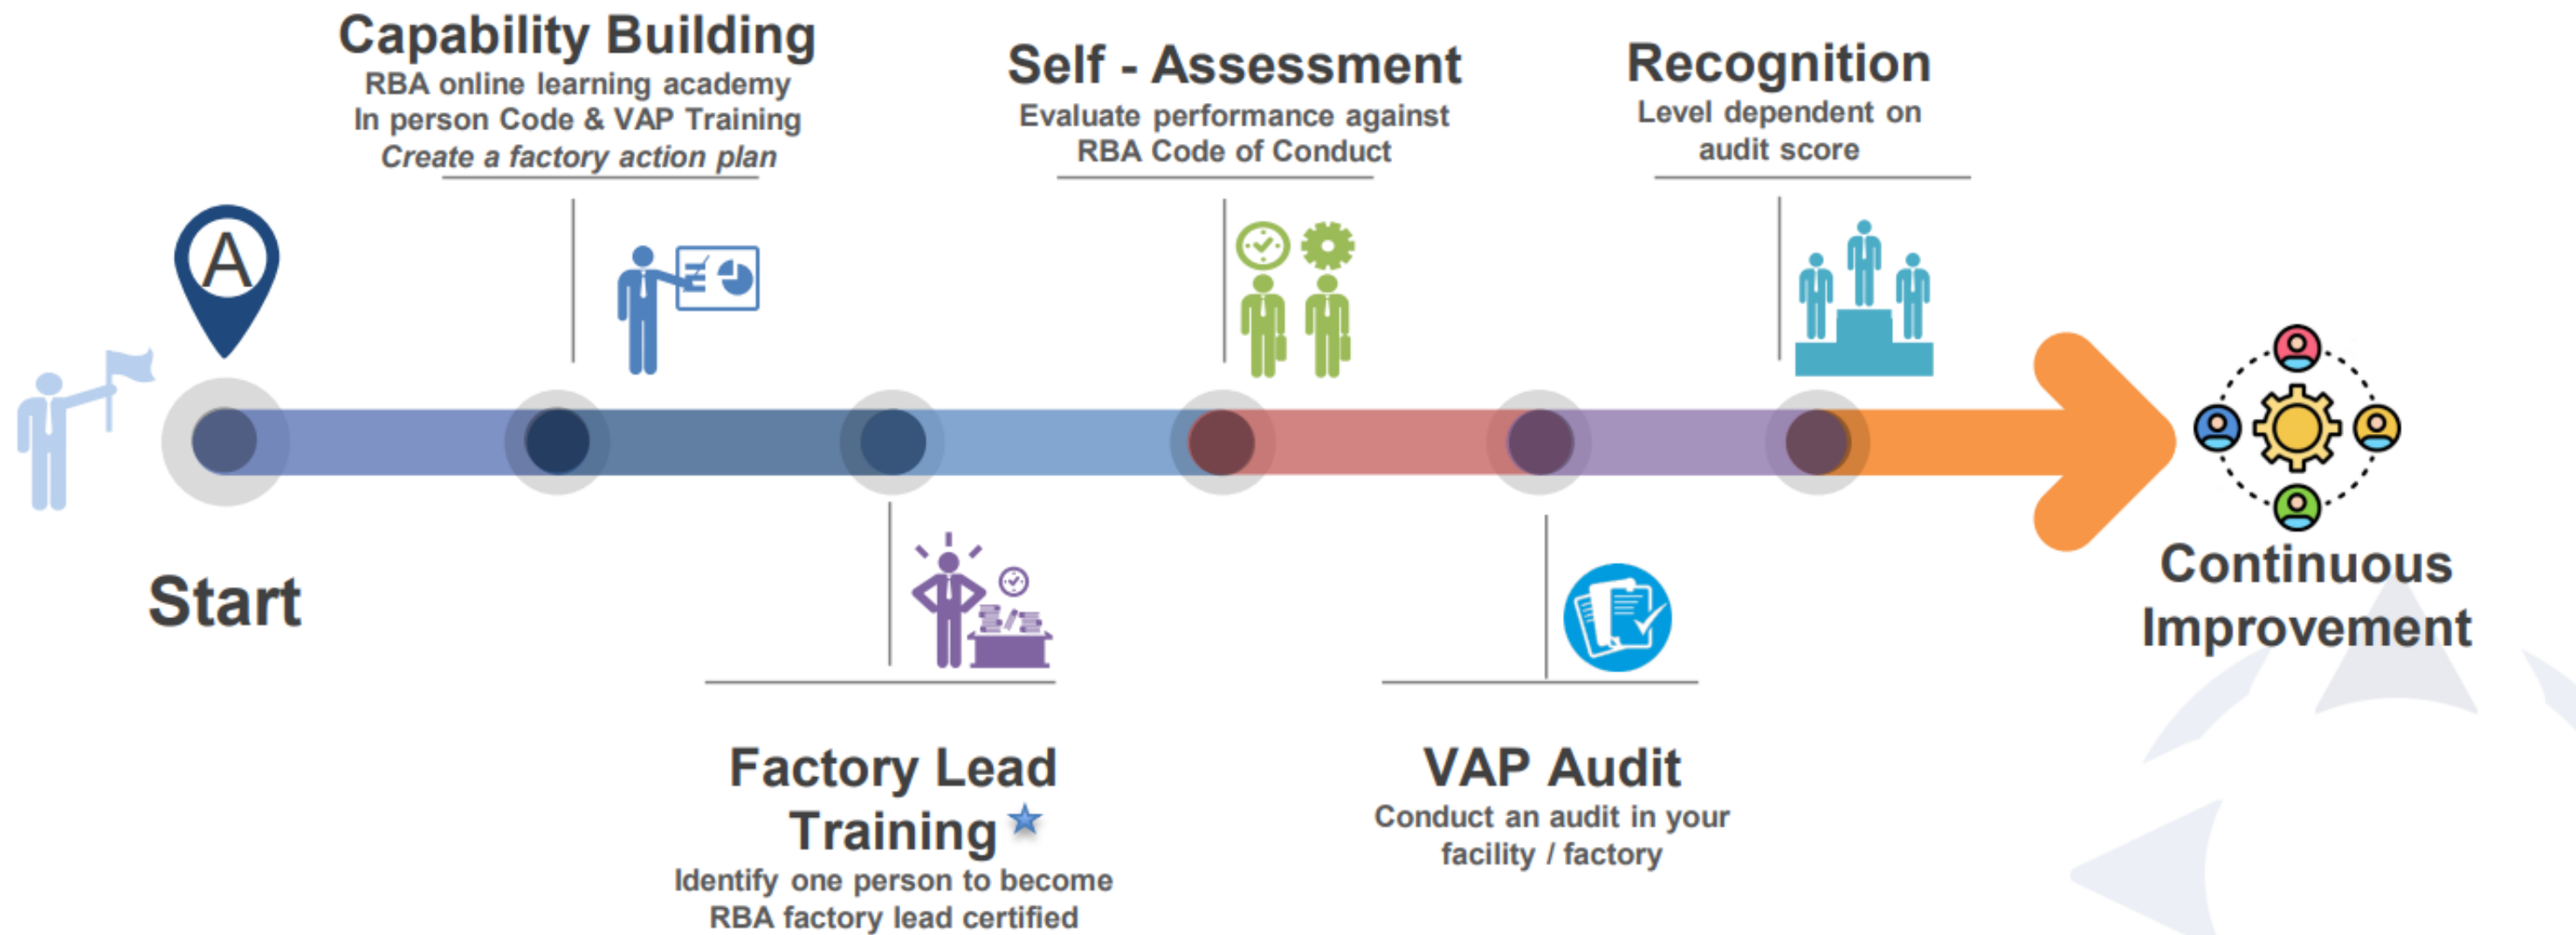 Capability Building
RBA online learning academy
In person Code & VAP Training
Create a factory action plan
Self - Assessment
Evaluate performance against
RBA Code of Conduct
Recognition
Level dependent on
audit score
A
Start
Factory Lead
Training
Identify one person to become
RBA factory lead certified
VAP Audit
Conduct an audit in your
facility / factory
Continuous
Improvement